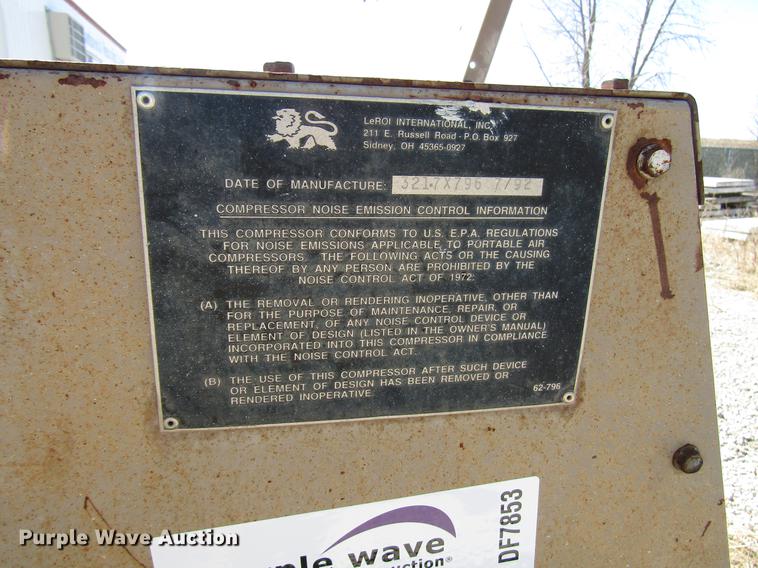 LeROI INTERNATIONAL, INC.
211 E. Russell Road - P.O. Box 927
Sidney, OH 45365-0927
DATE OF MANUFACTURE: 3217X796 7/92
COMPRESSOR NOISE EMISSION CONTROL INFORMATION
THIS COMPRESSOR CONFORMS TO U.S. E.P.A. REGULATIONS
FOR NOISE EMISSIONS APPLICABLE TO PORTABLE AIR
COMPRESSORS. THE FOLLOWING ACTS OR THE CAUSING
THEREOF BY ANY PERSON ARE PROHIBITED BY THE
NOISE CONTROL ACT OF 1972:
(A) THE REMOVAL OR RENDERING INOPERATIVE, OTHER THAN
FOR THE PURPOSE OF MAINTENANCE, REPAIR, OR
REPLACEMENT, OF ANY NOISE CONTROL DEVICE OR
ELEMENT OF DESIGN (LISTED IN THE OWNER'S MANUAL)
INCORPORATED INTO THIS COMPRESSOR IN COMPLIANCE
WITH THE NOISE CONTROL ACT.
(B) THE USE OF THIS COMPRESSOR AFTER SUCH DEVICE
OR ELEMENT OF DESIGN HAS BEEN REMOVED OR
RENDERED INOPERATIVE.
62-796
DF7853
rple wave
auction®
Purple Wave Auction